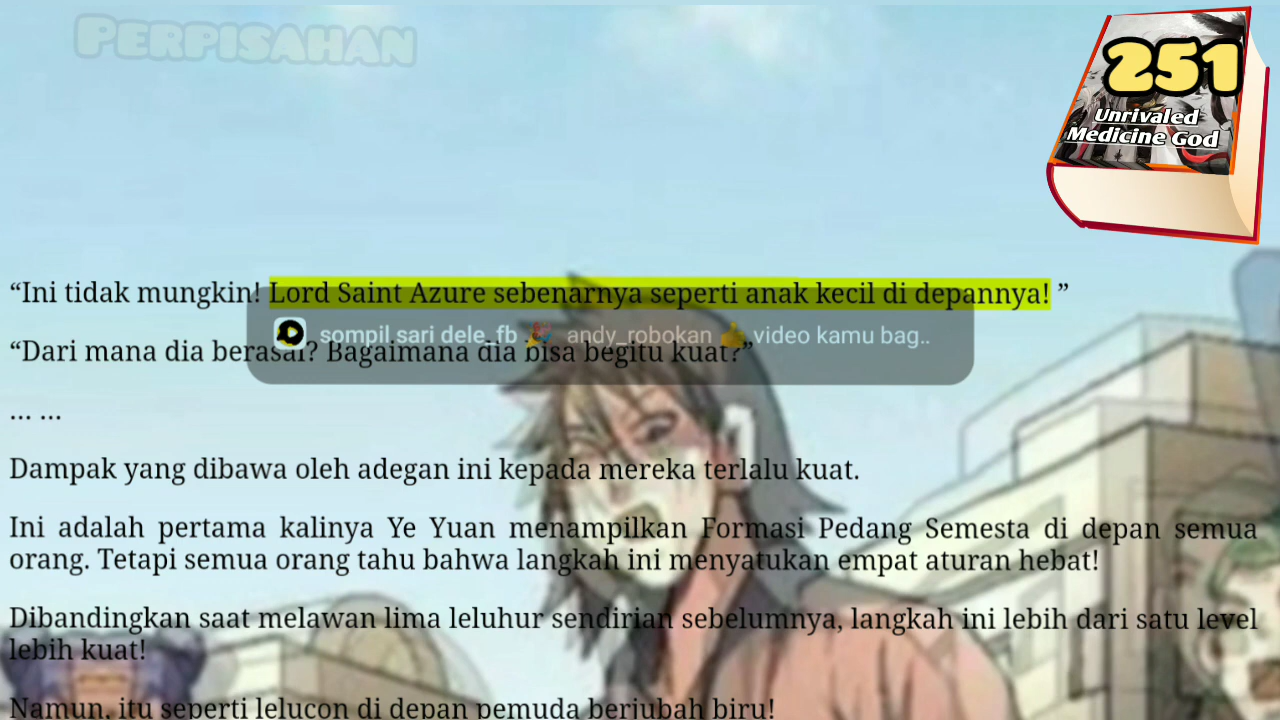 PERPISAHAN
251
Unrivaled
Medicine God
“Ini tidak mungkin! Lord Saint Azure sebenarnya seperti anak kecil di depannya! ”
sompil sari dele_fb 🎉 andy_robokan 👍 video kamu bag..
“Dari mana dia berasal? Bagaimana dia bisa begitu kuat?”
... ...
Dampak yang dibawa oleh adegan ini kepada mereka terlalu kuat.
Ini adalah pertama kalinya Ye Yuan menampilkan Formasi Pedang Semesta di depan semua
orang. Tetapi semua orang tahu bahwa langkah ini menyatukan empat aturan hebat!
Dibandingkan saat melawan lima leluhur sendirian sebelumnya, langkah ini lebih dari satu level
lebih kuat!
Namun, itu seperti lelucon di depan pemuda berjubah biru!